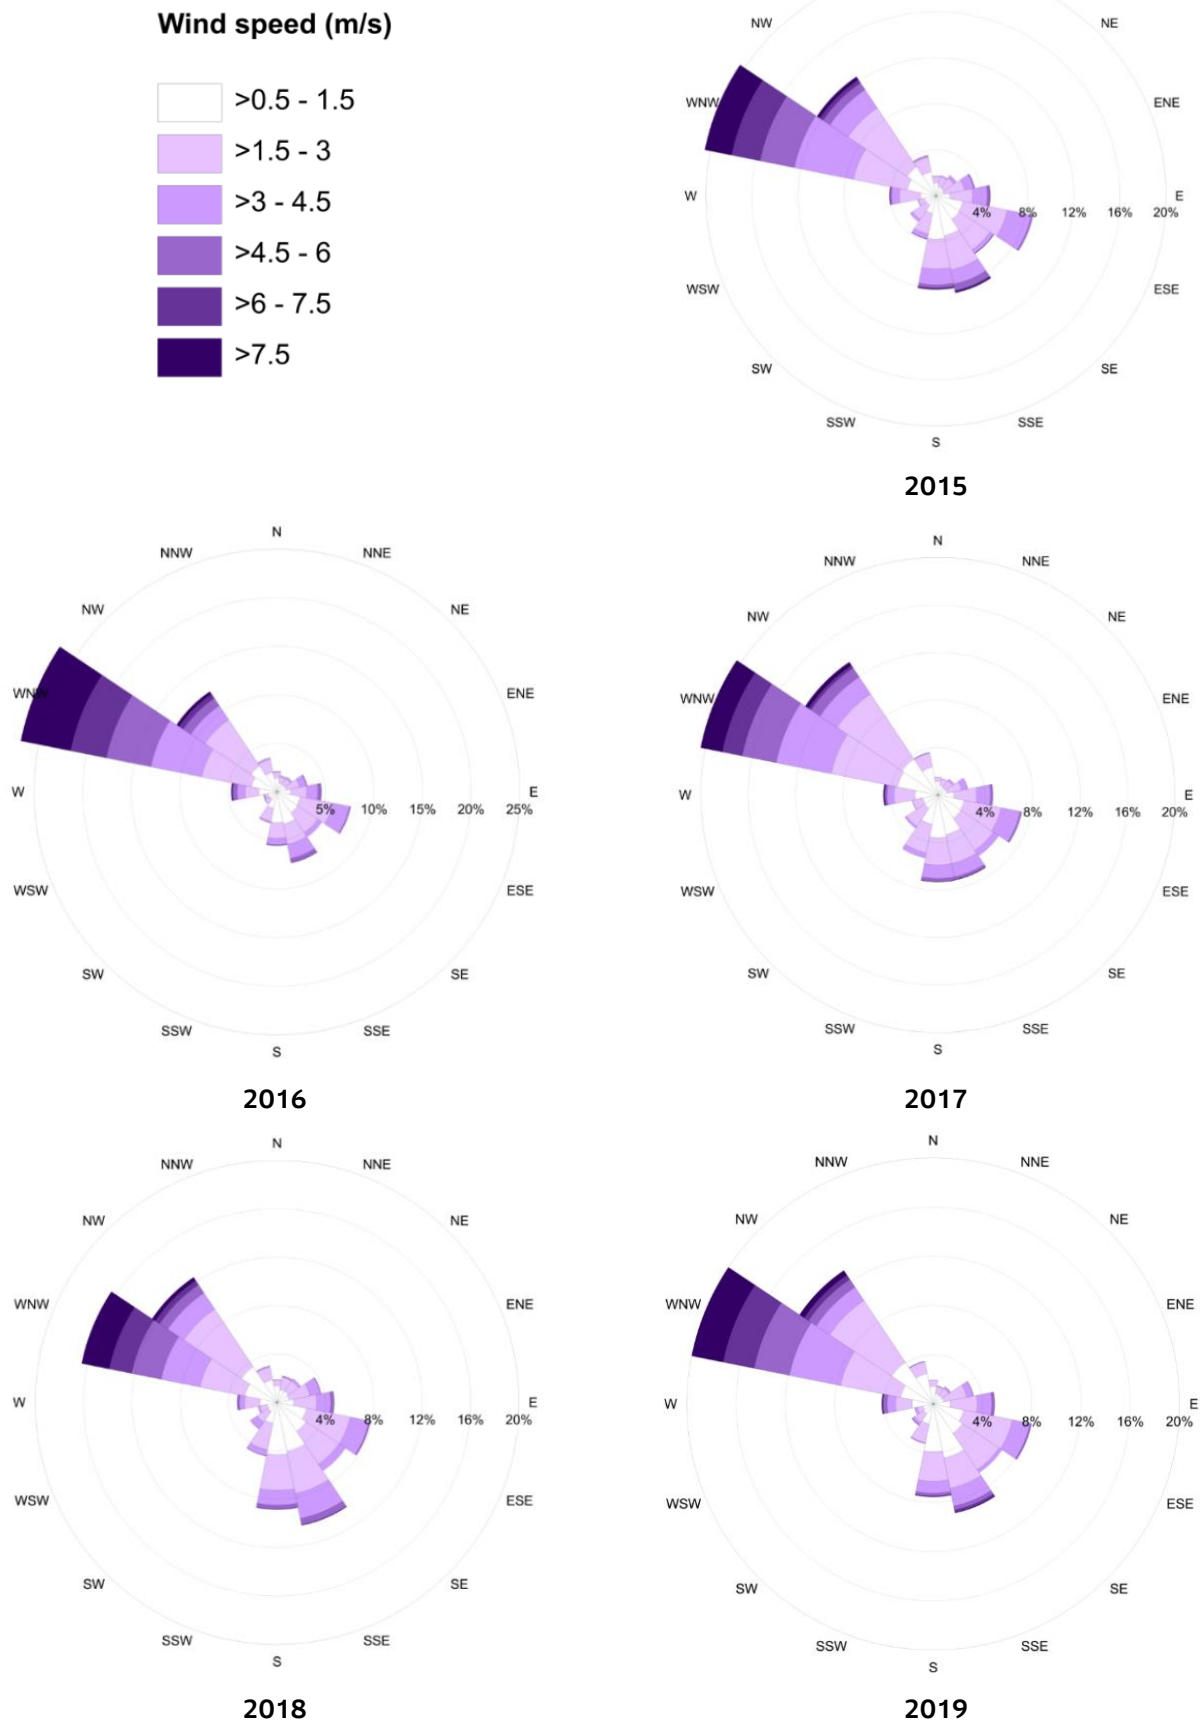 Wind speed (m/s)
>0.5 - 1.5
>1.5 - 3
>3 - 4.5
>4.5 - 6
>6 - 7.5
>7.5
NW NE
WNW ENE
W E
4% 8% 12% 16% 20%
WSW ESE
SW SE
SSW SSE
S
2015
N
NNW NNE
NW NE
WNW ENE
W E
5% 10% 15% 20% 25%
WSW ESE
SW SE
SSW SSE
S
2016
N
NNW NNE
NW NE
WNW ENE
W E
4% 8% 12% 16% 20%
WSW ESE
SW SE
SSW SSE
S
2017
N
NNW NNE
NW NE
WNW ENE
W E
4% 8% 12% 16% 20%
WSW ESE
SW SE
SSW SSE
S
2018
N
NNW NNE
NW NE
WNW ENE
W E
4% 8% 12% 16% 20%
WSW ESE
SW SE
SSW SSE
S
2019